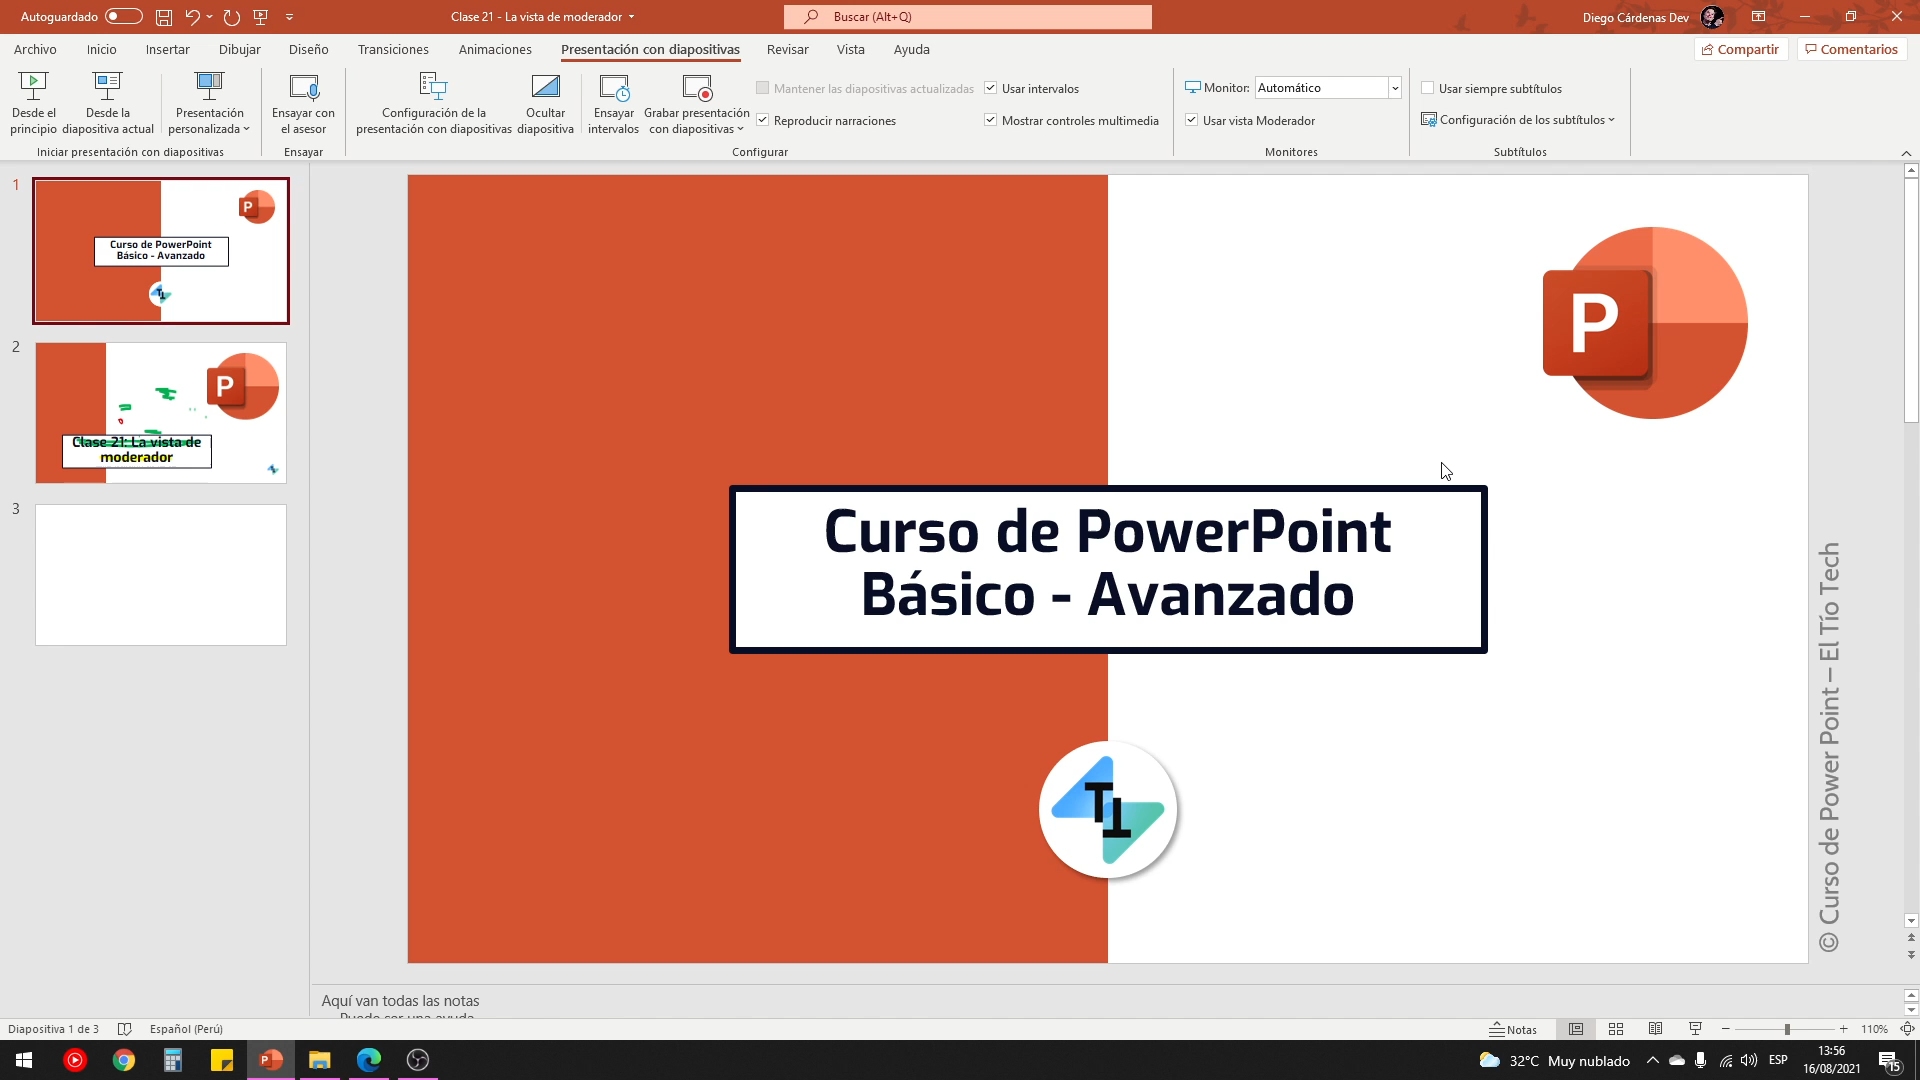 Autoguardado
Clase 21 - La vista de moderador
Buscar (Alt+Q)
Diego Cárdenas Dev
Archivo Inicio Insertar Dibujar Diseño Transiciones Animaciones Presentación con diapositivas Revisar Vista Ayuda
Compartir Comentarios
Desde el principio
Desde la diapositiva actual
Presentación personalizada
Ensayar con el asesor
Configuración de la presentación con diapositivas
Ocultar diapositiva
Ensayar intervalos
Grabar presentación con diapositivas
Mantener las diapositivas actualizadas
Reproducir narraciones
Usar intervalos
Mostrar controles multimedia
Monitor: Automático
Usar vista Moderador
Usar siempre subtítulos
Configuración de los subtítulos
Iniciar presentación con diapositivas
Ensayar
Configurar
Monitores
Subtítulos
1
Curso de PowerPoint
Básico - Avanzado
2
P
Clase 21: La vista de
moderador
3
P
Curso de PowerPoint
Básico - Avanzado
© Curso de Power Point – El Tío Tech
Aquí van todas las notas
Diapositiva 1 de 3
Español (Perú)
Notas
110%
32°C Muy nublado
ESP
13:56
16/08/2021
15